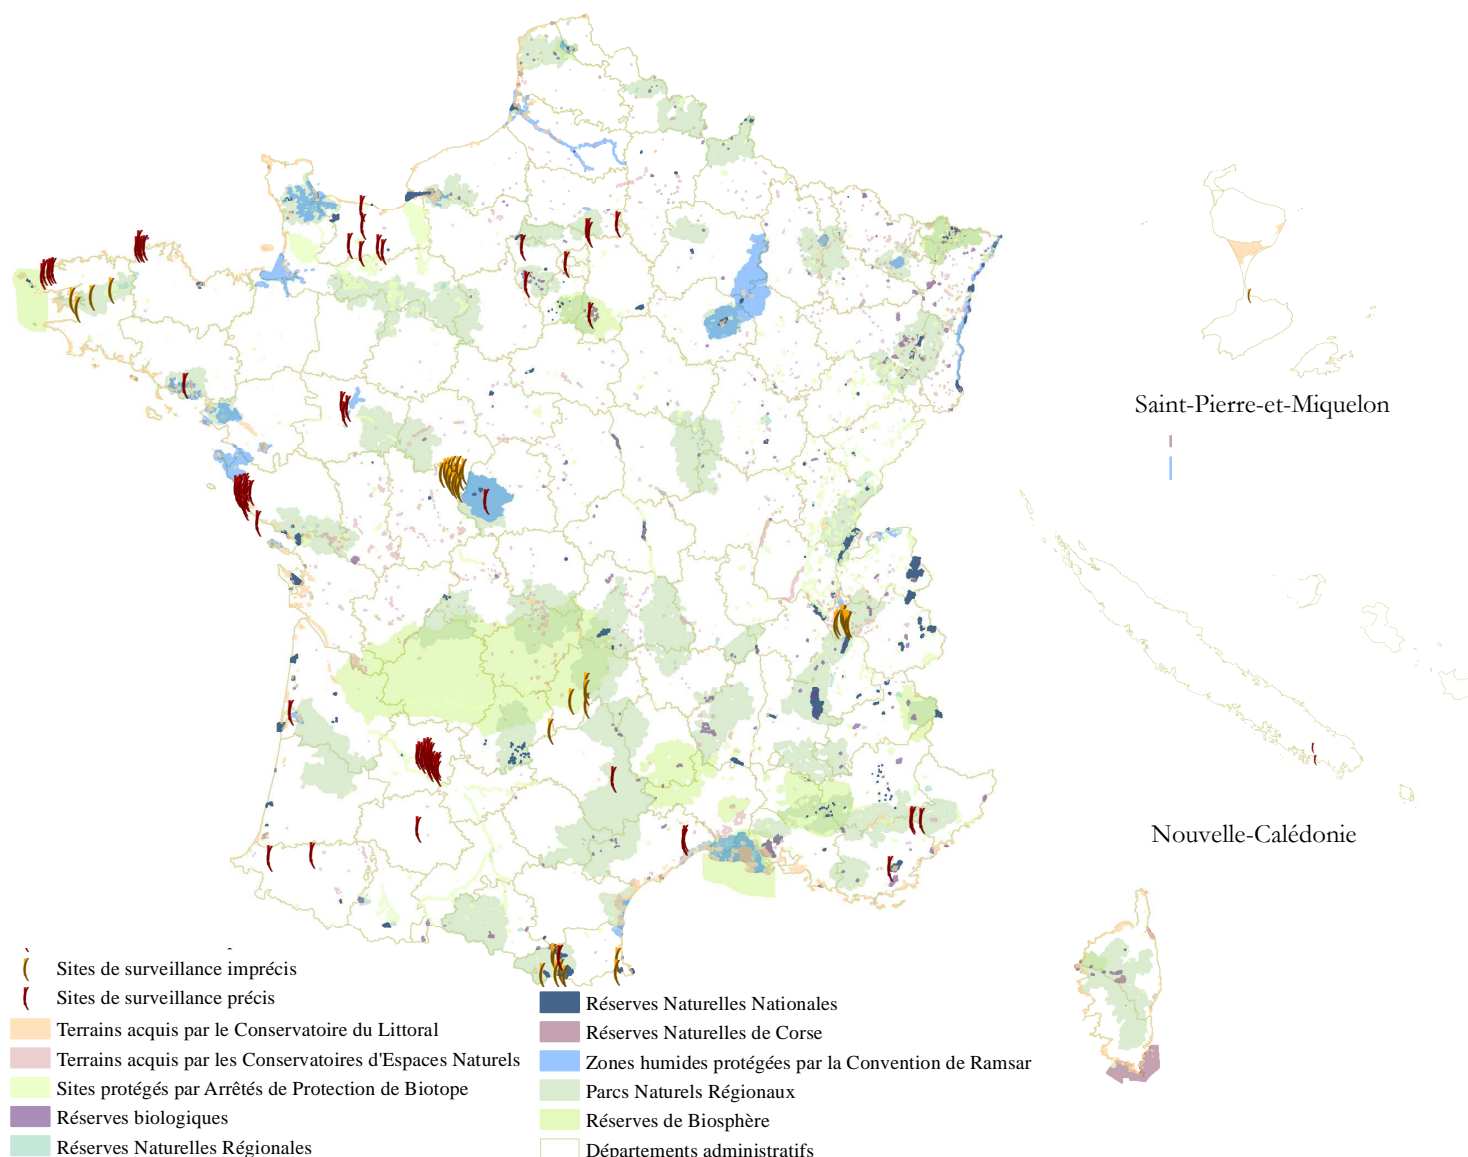 Saint-Pierre-et-Miquelon
Nouvelle-Calédonie
Sites de surveillance imprécis
Sites de surveillance précis
Terrains acquis par le Conservatoire du Littoral
Terrains acquis par les Conservatoires d'Espaces Naturels
Sites protégés par Arrêtés de Protection de Biotope
Réserves biologiques
Réserves Naturelles Régionales
Réserves Naturelles Nationales
Réserves Naturelles de Corse
Zones humides protégées par la Convention de Ramsar
Parcs Naturels Régionaux
Réserves de Biosphère
Départements administratifs